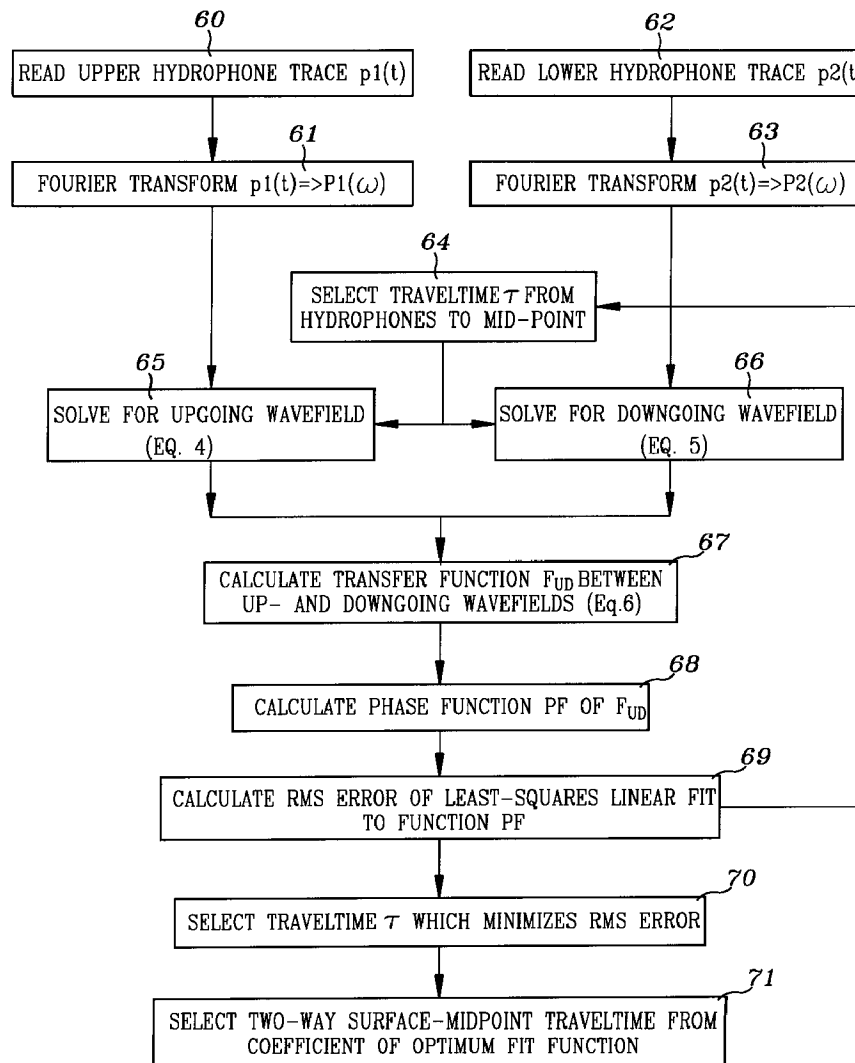 60
READ UPPER HYDROPHONE TRACE p1(t)
62
READ LOWER HYDROPHONE TRACE p2(t
61
FOURIER TRANSFORM p1(t)=>P1(ω)
63
FOURIER TRANSFORM p2(t)=>P2(ω)
64
SELECT TRAVELTIME τ FROM
HYDROPHONES TO MID-POINT
65
SOLVE FOR UPGOING WAVEFIELD
(EQ. 4)
66
SOLVE FOR DOWNGOING WAVEFIELD
(EQ. 5)
67
CALCULATE TRANSFER FUNCTION FUD BETWEEN
UP- AND DOWNGOING WAVEFIELDS (Eq.6)
68
CALCULATE PHASE FUNCTION PF OF FUD
69
CALCULATE RMS ERROR OF LEAST-SQUARES LINEAR FIT
TO FUNCTION PF
70
SELECT TRAVELTIME τ WHICH MINIMIZES RMS ERROR
71
SELECT TWO-WAY SURFACE-MIDPOINT TRAVELTIME FROM
COEFFICIENT OF OPTIMUM FIT FUNCTION